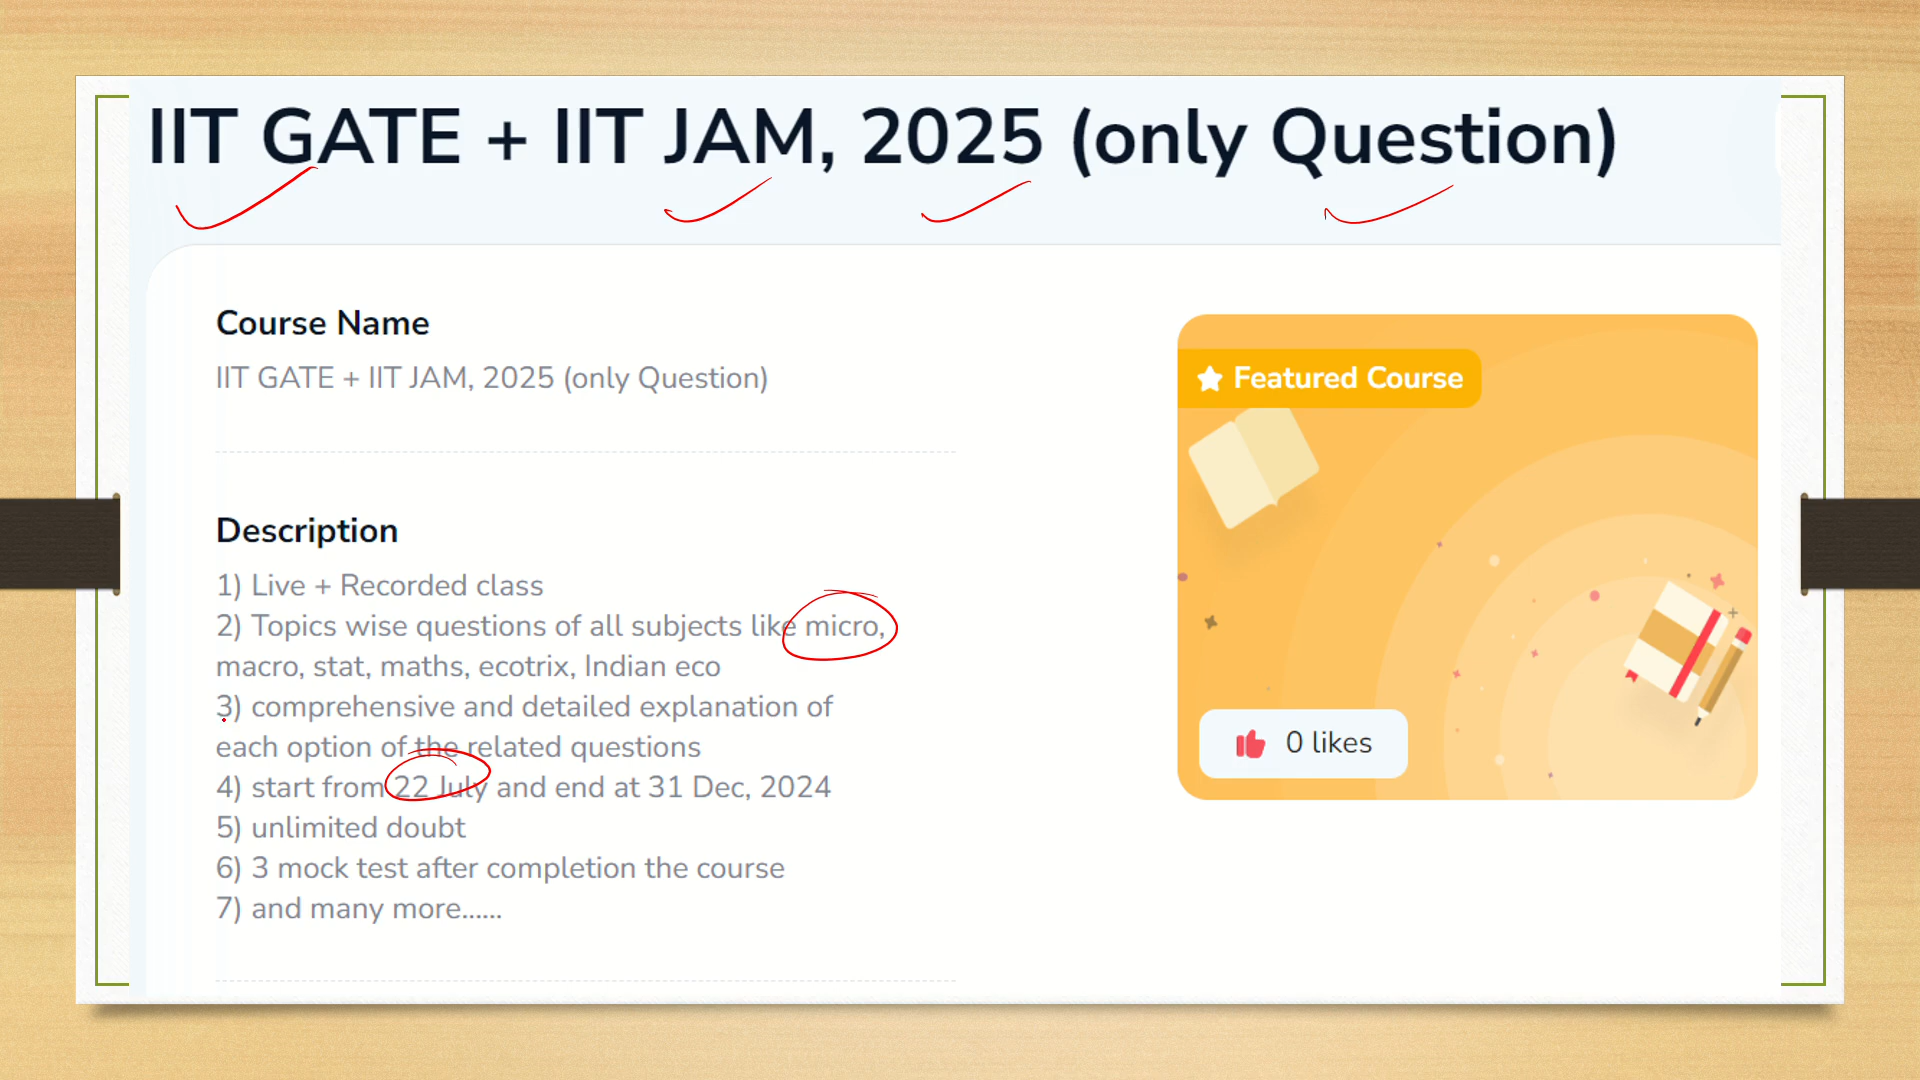 IIT GATE + IIT JAM, 2025 (only Question)
Course Name
IIT GATE + IIT JAM, 2025 (only Question)
Description
1) Live + Recorded class
2) Topics wise questions of all subjects like micro,
macro, stat, maths, ecotrix, Indian eco
3) comprehensive and detailed explanation of
each option of the related questions
4) start from 22 July and end at 31 Dec, 2024
5) unlimited doubt
6) 3 mock test after completion the course
7) and many more......
Featured Course
0 likes